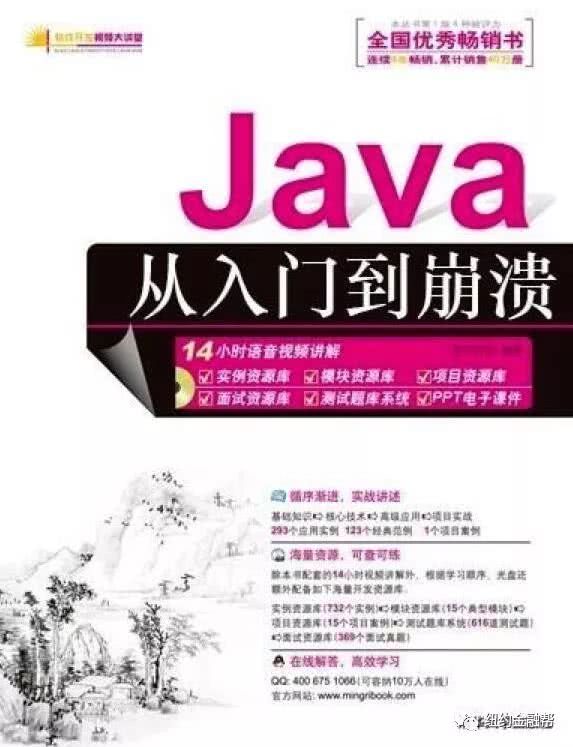 软件开发视频大讲堂
全国优秀畅销书
Java
从入门到崩溃
14小时语音视频讲解
实例资源库 模块资源库 项目资源库
面试资源库 测试题库系统 PPT电子课件
循序渐进，实战讲述
基础知识 核心技术 高级应用 项目实战
293个应用实例 123个经典范例 1个项目案例
海量资源，可查可练
除本书配套的14小时视频讲解外，根据学习顺序，光盘还
额外配备如下海量开发资源库。
实例资源库(732个实例) 模块资源库(15个典型模块)
项目资源库(15个项目案例) 测试题库系统(616道测试题)
面试资源库(369个面试真题)
在线解答，高效学习
QQ: 400 675 1066(可容纳10万人在线)
官方网站: www.mingribook.com
纽约金融帮